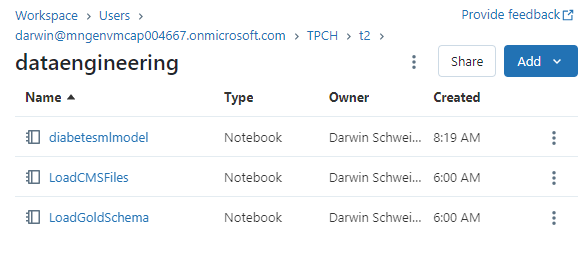 Workspace > Users > Provide feedback
darwin@mngenvmcap004667.onmicrosoft.com > TPCH > t2 >
dataengineering
Share Add
Name Type Owner Created
diabetesmlmodel Notebook Darwin Schwei... 8:19 AM
LoadCMSFiles Notebook Darwin Schwei... 6:00 AM
LoadGoldSchema Notebook Darwin Schwei... 6:00 AM